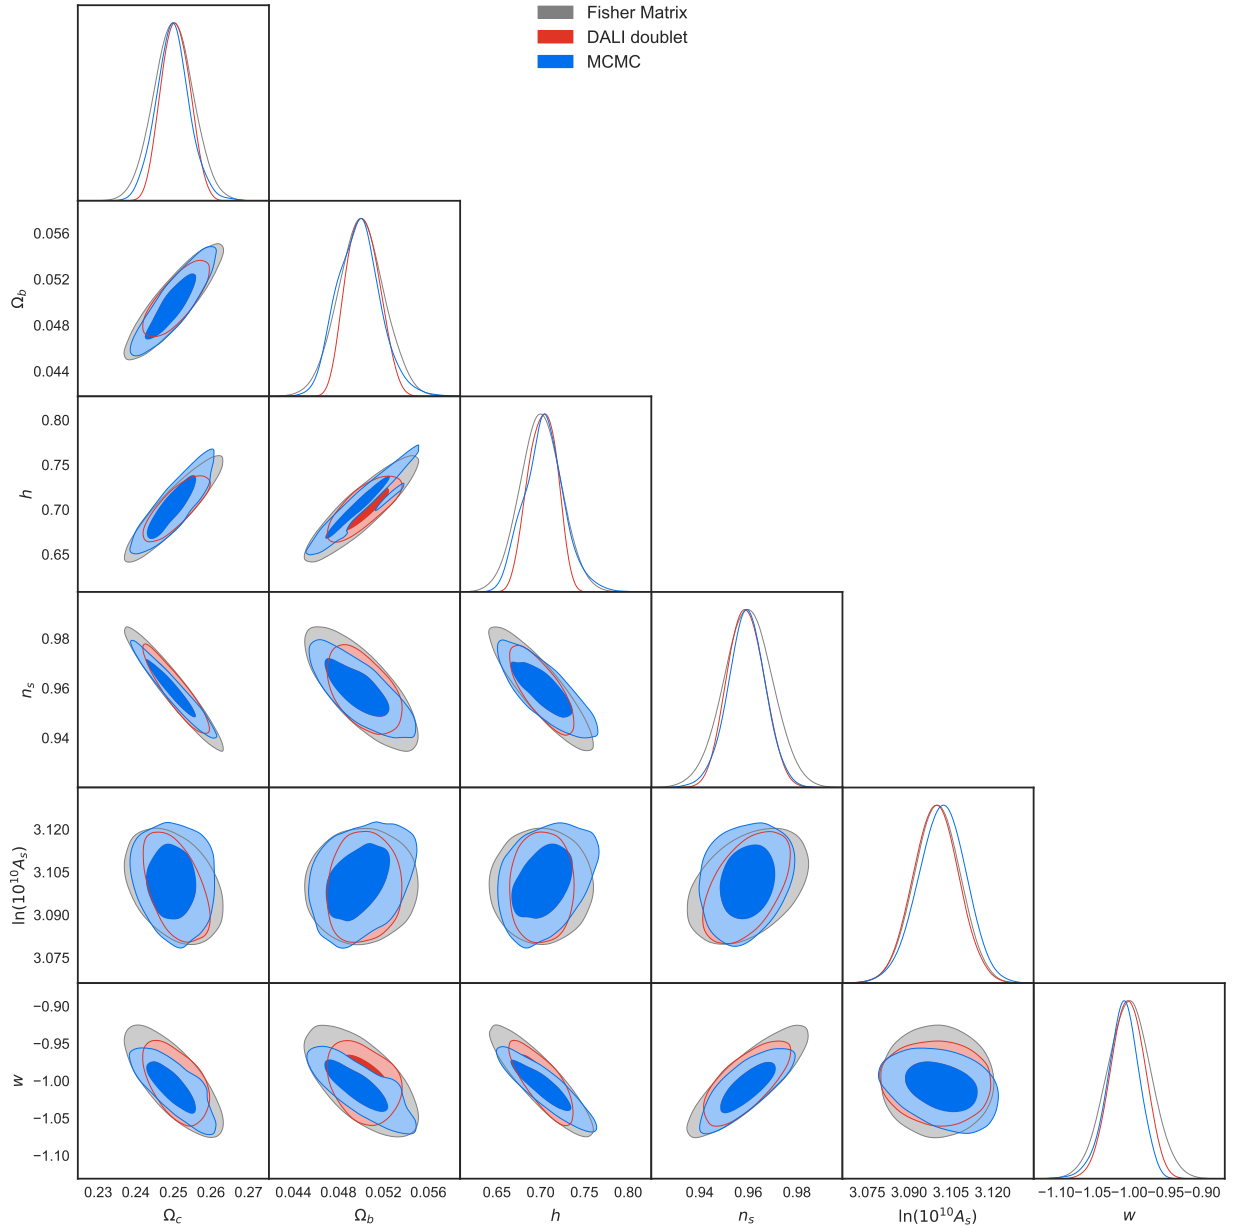 Fisher Matrix
DALI doublet
MCMC
0.056
0.052
0.048
0.044
Ω_b
0.80
0.75
0.70
0.65
h
0.98
0.96
0.94
n_s
3.120
3.105
3.090
3.075
ln(10^{10}A_s)
−0.90
−0.95
−1.00
−1.05
−1.10
w
0.23 0.24 0.25 0.26 0.27
0.044 0.048 0.052 0.056
0.65 0.70 0.75 0.80
0.94 0.96 0.98
3.075 3.090 3.105 3.120
−1.10−1.05−1.00−0.95−0.90
Ω_c
Ω_b
h
n_s
ln(10^{10}A_s)
w